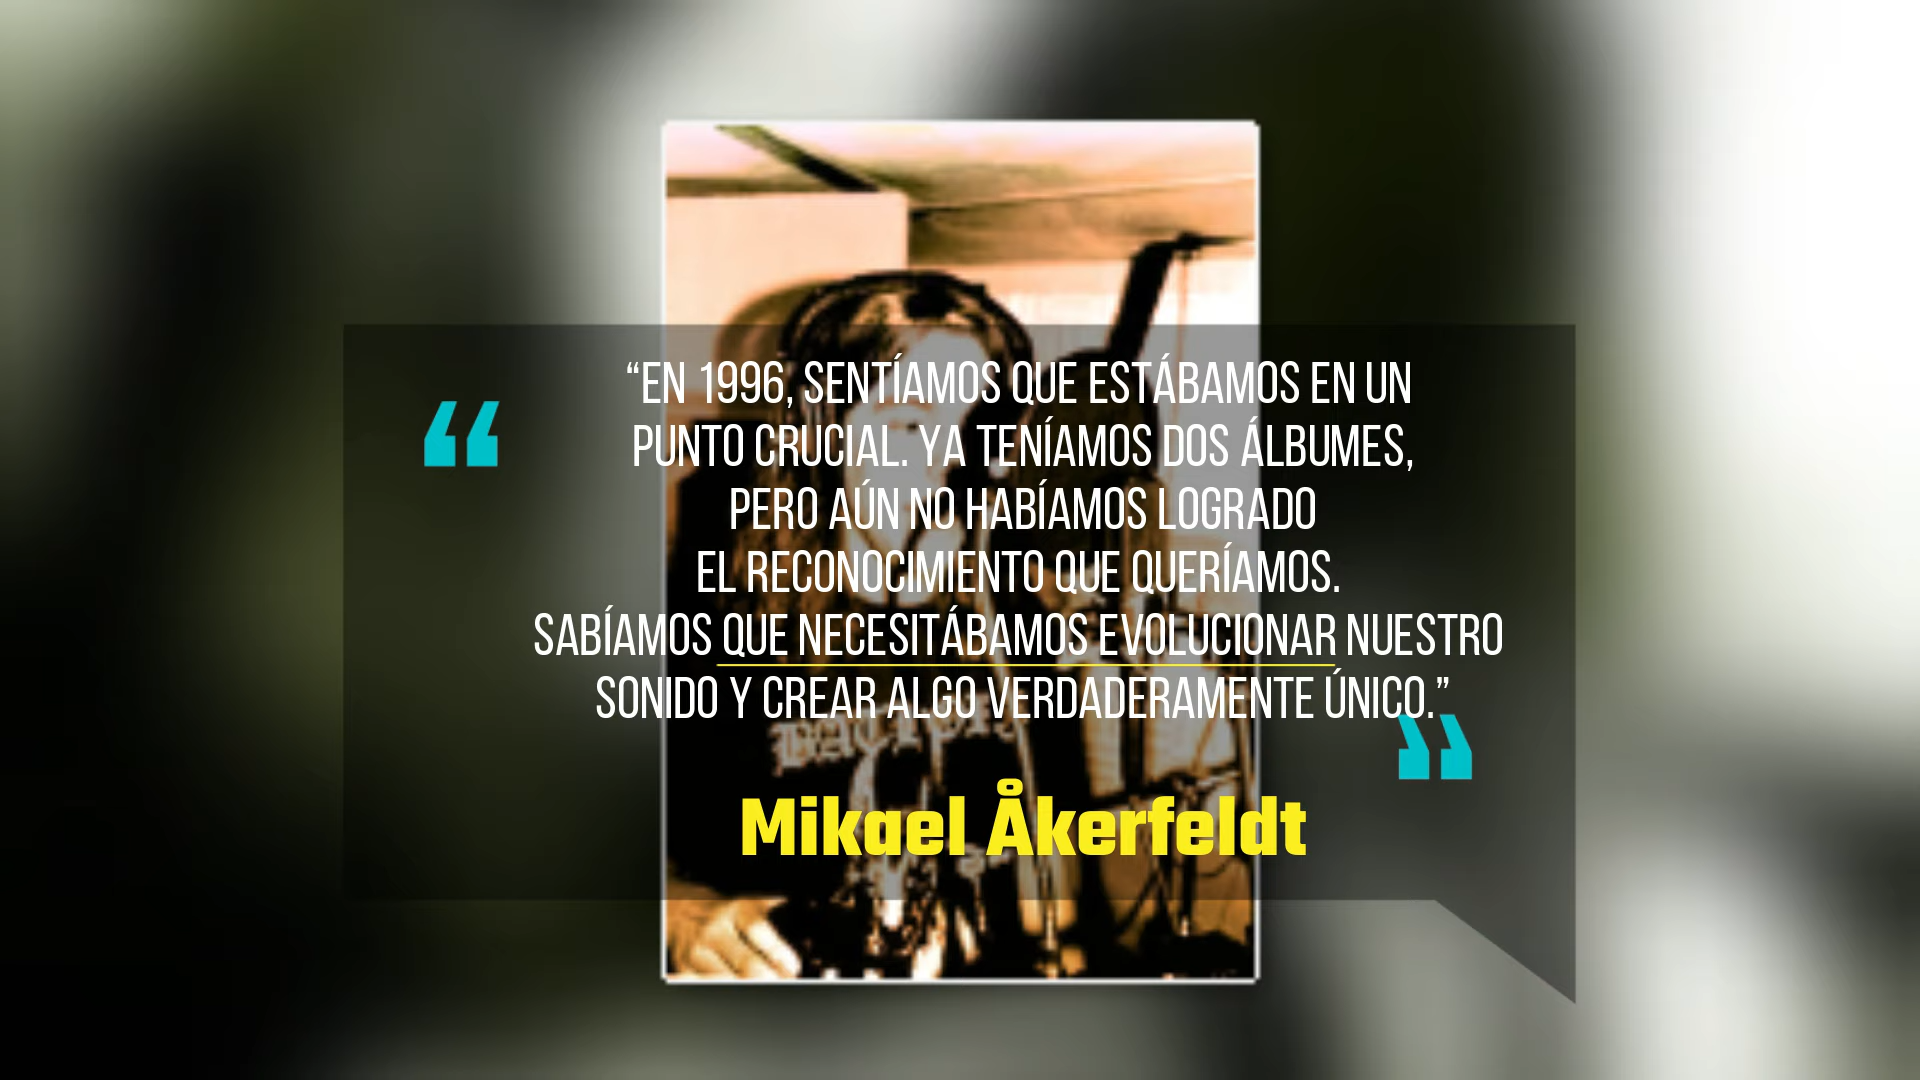 “EN 1996, SENTÍAMOS QUE ESTÁBAMOS EN UN
PUNTO CRUCIAL. YA TENÍAMOS DOS ÁLBUMES,
PERO AÚN NO HABÍAMOS LOGRADO
EL RECONOCIMIENTO QUE QUERÍAMOS.
SABÍAMOS QUE NECESITÁBAMOS EVOLUCIONAR NUESTRO
SONIDO Y CREAR ALGO VERDADERAMENTE ÚNICO.”
Mikael Åkerfeldt